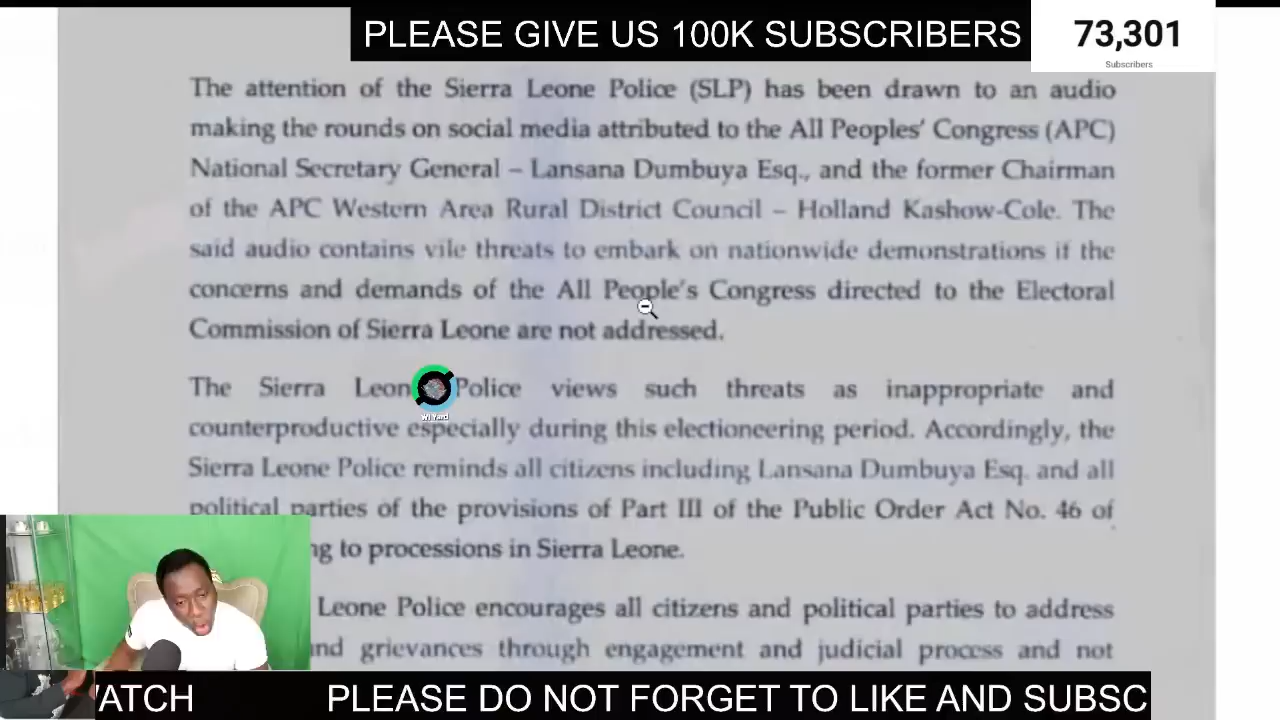 PLEASE GIVE US 100K SUBSCRIBERS
73,301
Subscribers
The attention of the Sierra Leone Police (SLP) has been drawn to an audio
making the rounds on social media attributed to the All Peoples' Congress (APC)
National Secretary General – Lansana Dumbuya Esq., and the former Chairman
of the APC Western Area Rural District Council – Holland Kashow-Cole. The
said audio contains vile threats to embark on nationwide demonstrations if the
concerns and demands of the All People's Congress directed to the Electoral
Commission of Sierra Leone are not addressed.
The Sierra Leon Police views such threats as inappropriate and
counterproductive especially during this electioneering period. Accordingly, the
Sierra Leone Police reminds all citizens including Lansana Dumbuya Esq. and all
political parties of the provisions of Part III of the Public Order Act No. 46 of
ng to processions in Sierra Leone.
Leone Police encourages all citizens and political parties to address
nd grievances through engagement and judicial process and not
Wi Yard
ATCH PLEASE DO NOT FORGET TO LIKE AND SUBSC